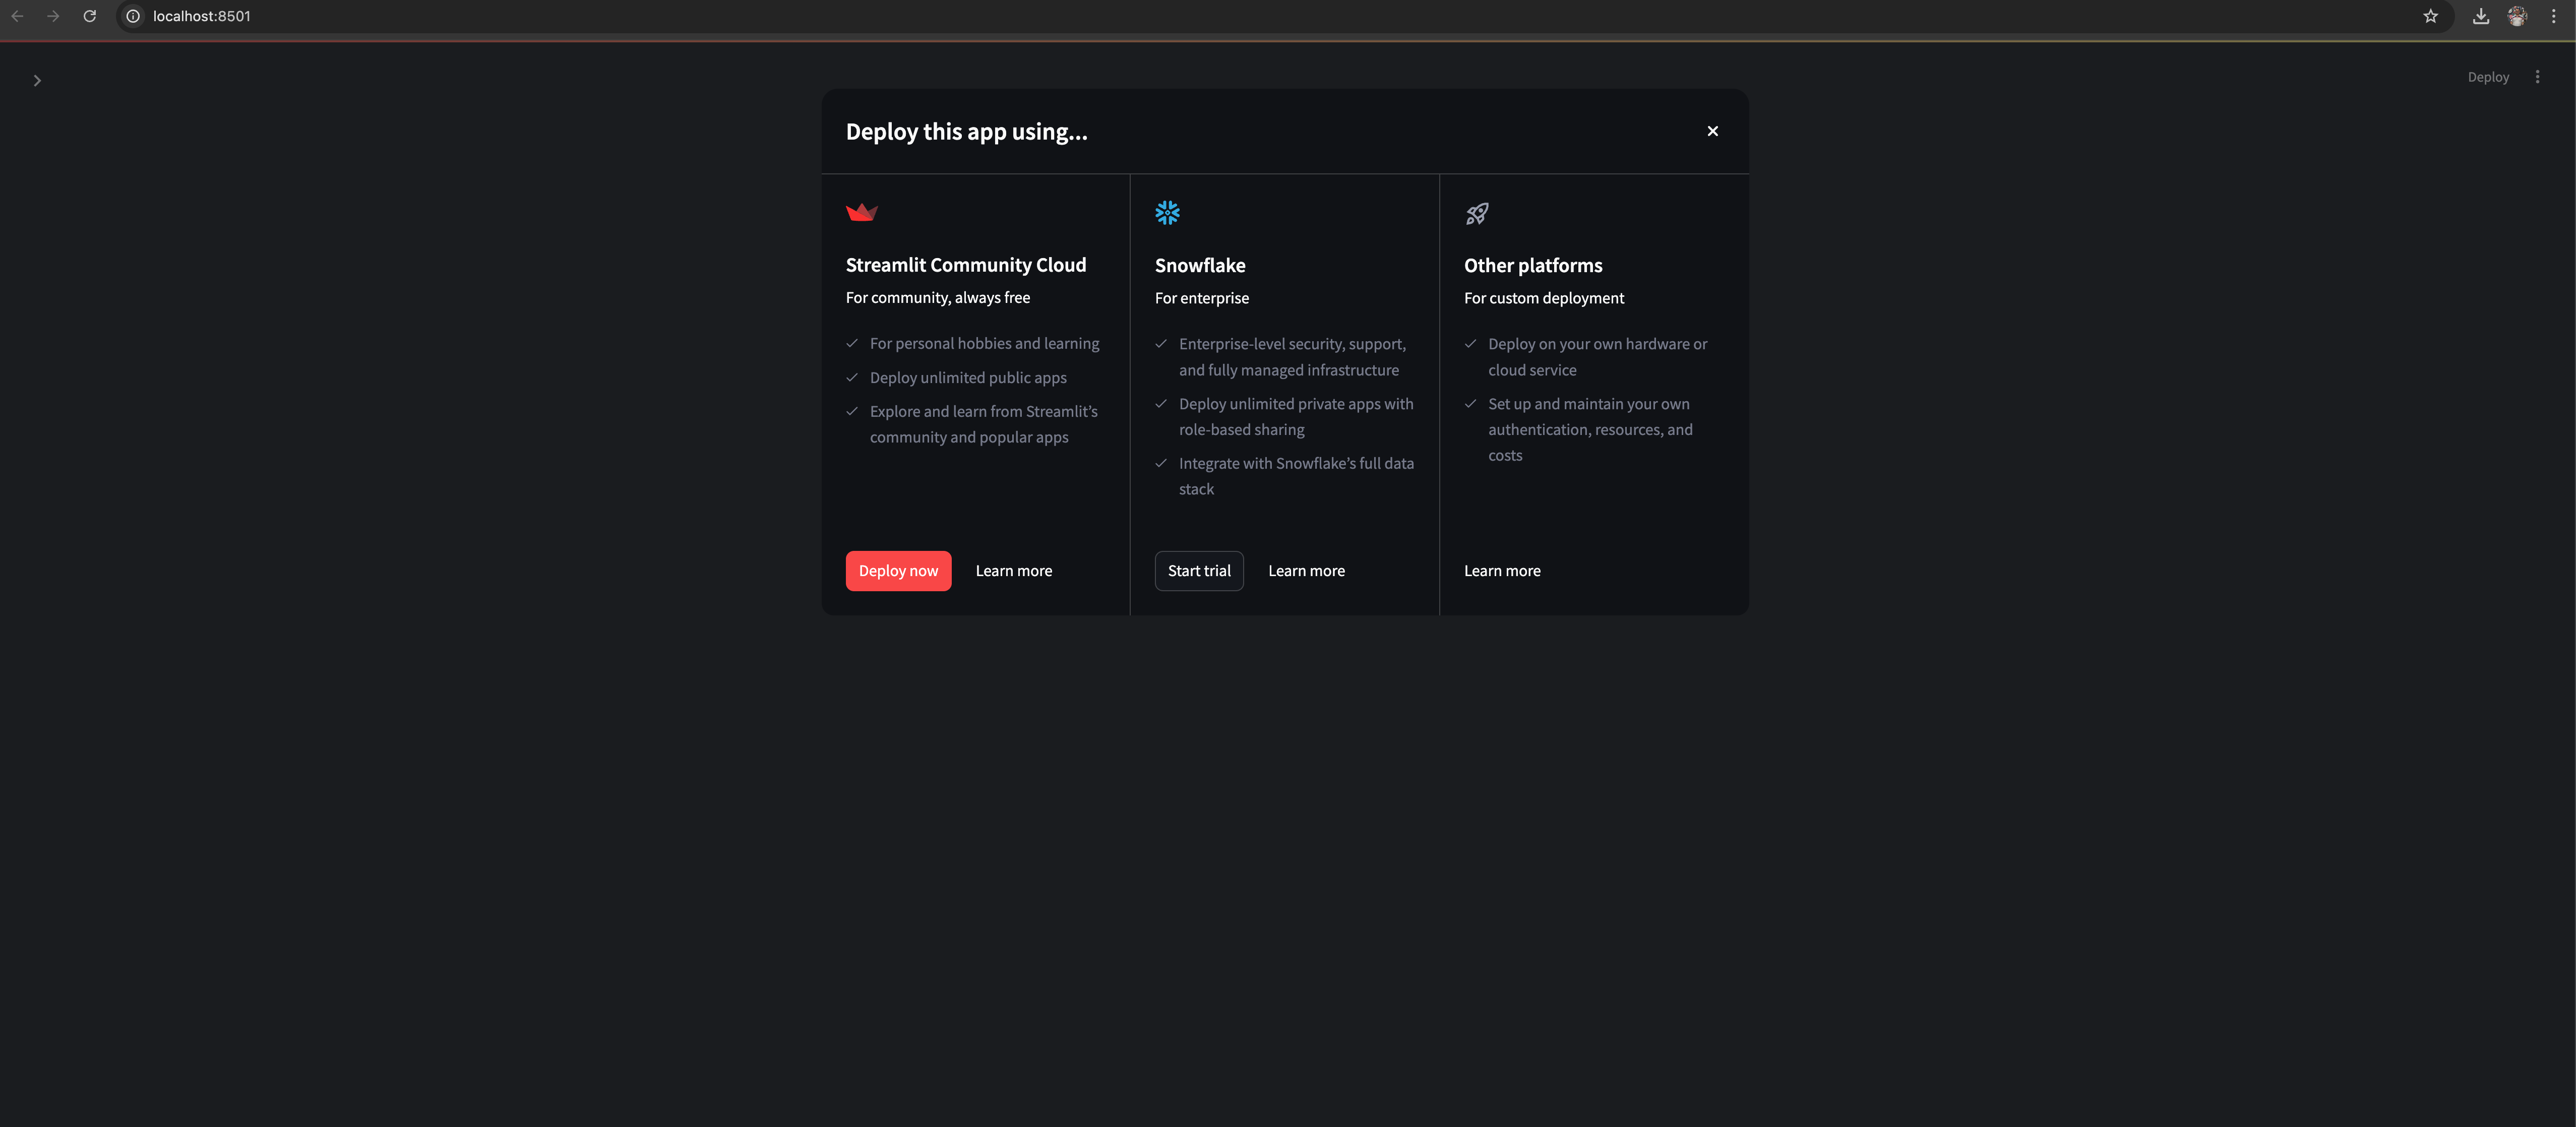 localhost:8501
Deploy
Deploy this app using...
Streamlit Community Cloud
For community, always free
For personal hobbies and learning
Deploy unlimited public apps
Explore and learn from Streamlit’s
community and popular apps
Deploy now
Learn more
Snowflake
For enterprise
Enterprise-level security, support,
and fully managed infrastructure
Deploy unlimited private apps with
role-based sharing
Integrate with Snowflake’s full data
stack
Start trial
Learn more
Other platforms
For custom deployment
Deploy on your own hardware or
cloud service
Set up and maintain your own
authentication, resources, and
costs
Learn more